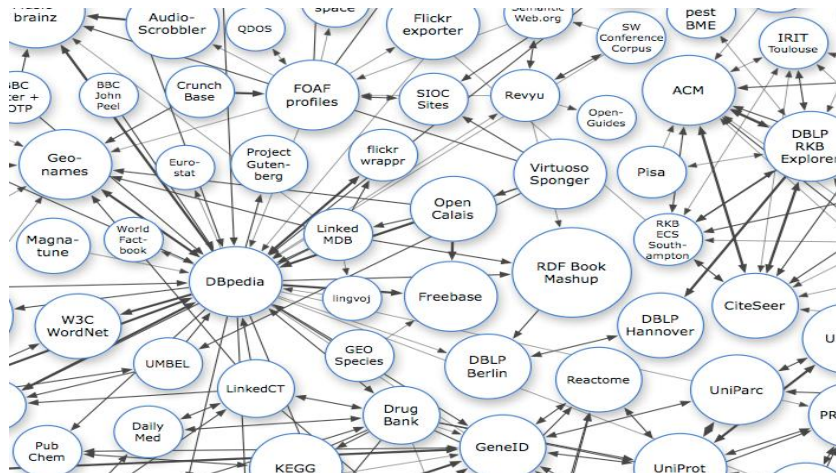 brainz
Audio-
Scrobbler
QDOS
space
Flickr
exporter
Web.org
SW
Conference
Corpus
pest
BME
IRIT
Toulouse
BBC
John
Peel
Crunch
Base
FOAF
profiles
SIOC
Sites
Revyu
Open-
Guides
ACM
DBLP
RKB
Explorer
Geo-
names
Euro-
stat
Project
Guten-
berg
flickr
wrappr
Virtuoso
Sponger
Pisa
Magna-
tune
World
Fact-
book
Linked
MDB
Open
Calais
RKB
ECS
South-
ampton
DBpedia
lingvoj
Freebase
RDF Book
Mashup
CiteSeer
W3C
WordNet
DBLP
Hannover
UMBEL
GEO
Species
DBLP
Berlin
LinkedCT
Reactome
UniParc
Daily
Med
Drug
Bank
PR
Pub
Chem
KEGG
GeneID
UniProt